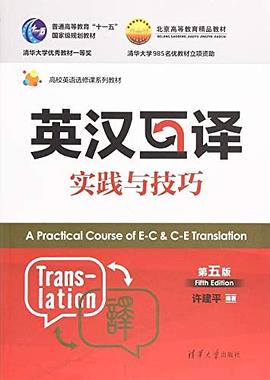 普通高等教育"十一五"
国家级规划教材
北京高等教育精品教材
BEIJING GAODENG JIAOYU JINGPIN JIAOCAI
清华大学优秀教材一等奖
清华大学985名优教材立项资助
高校英语选修课系列教材
英汉互译
实践与技巧
A Practical Course of E-C & C-E Translation
第五版
Fifth Edition
许建平 编著
Trans-
lation
譯
清华大学出版社